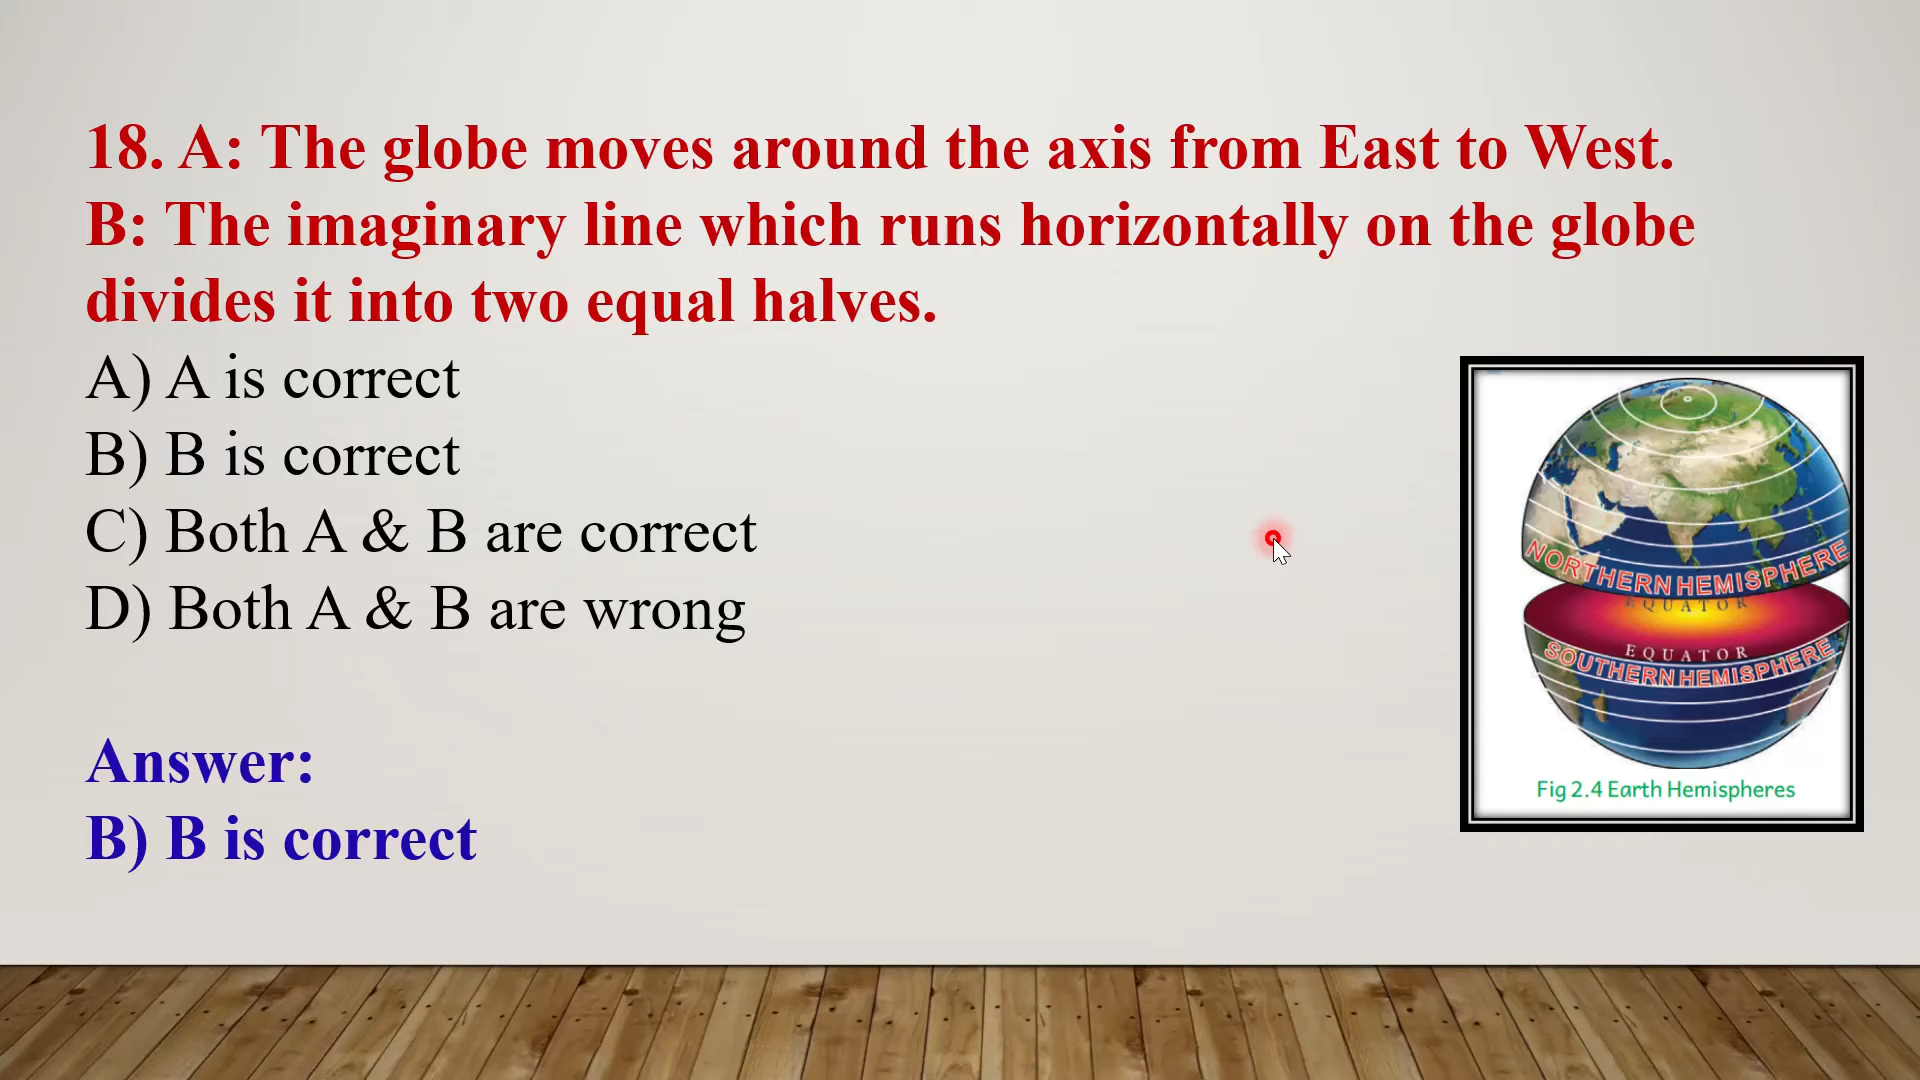 18. A: The globe moves around the axis from East to West.
B: The imaginary line which runs horizontally on the globe
divides it into two equal halves.
A) A is correct
B) B is correct
C) Both A & B are correct
D) Both A & B are wrong
Answer:
B) B is correct
NORTHERN HEMISPHERE
EQUATOR
EQUATOR
SOUTHERN HEMISPHERE
Fig 2.4 Earth Hemispheres